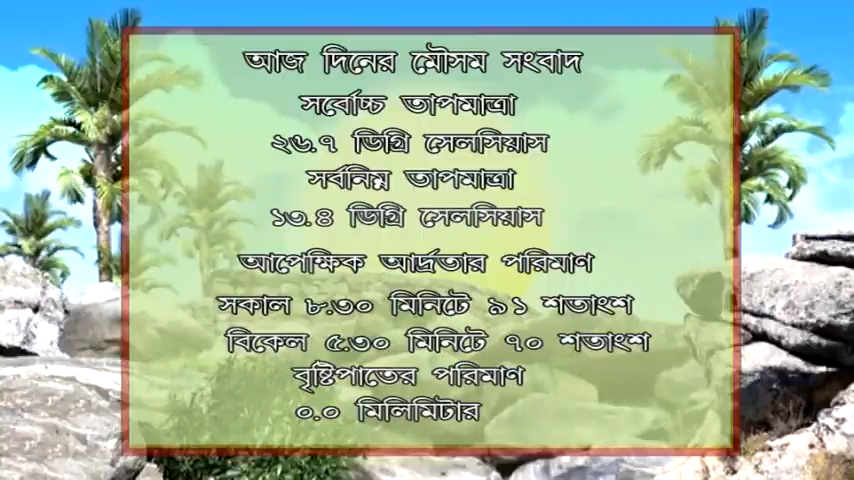 আজ দিনের মৌসম সংবাদ
সর্বোচ্চ তাপমাত্রা
২৬.৭ ডিগ্রি সেলসিয়াস
সর্বনিম্ন তাপমাত্রা
১৩.৪ ডিগ্রি সেলসিয়াস
আপেক্ষিক আর্দ্রতার পরিমাণ
সকাল ৮.৩০ মিনিটে ৯১ শতাংশ
বিকেল ৫.৩০ মিনিটে ৭০ শতাংশ
বৃষ্টিপাতের পরিমাণ
০.০ মিলিমিটার